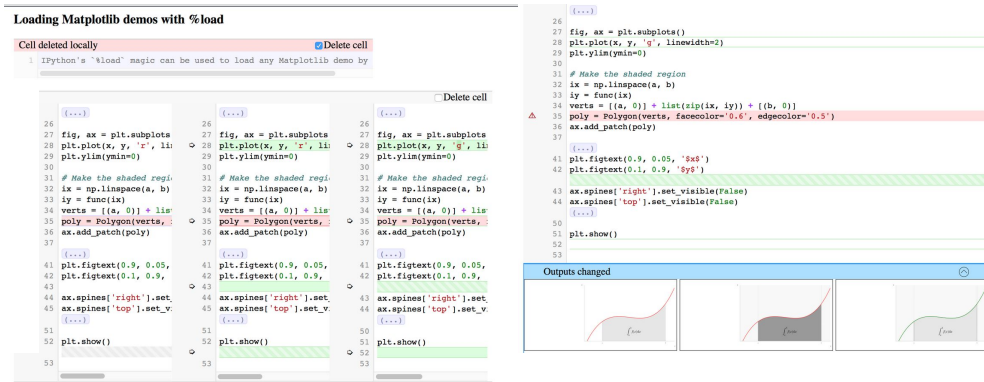 Loading Matplotlib demos with %load
Cell deleted locally
Delete cell
1 IPython's `%load` magic can be used to load any Matplotlib demo by
Delete cell
(...)
26
27 fig, ax = plt.subplots
28 plt.plot(x, y, 'r', li
29 plt.ylim(ymin=0)
30
31 # Make the shaded regi
32 ix = np.linspace(a, b)
33 iy = func(ix)
34 verts = [(a, 0)] + lis
35 poly = Polygon(verts,
36 ax.add_patch(poly)
37
(...)
41 plt.figtext(0.9, 0.05,
42 plt.figtext(0.1, 0.9,
43
44 ax.spines['right'].set_
45 ax.spines['top'].set_v
(...)
51
52 plt.show()
53
(...)
26
27 fig, ax = plt.subplots
28 plt.plot(x, y, 'r', li
29 plt.ylim(ymin=0)
30
31 # Make the shaded regi
32 ix = np.linspace(a, b)
33 iy = func(ix)
34 verts = [(a, 0)] + lis
35 poly = Polygon(verts,
36 ax.add_patch(poly)
37
(...)
41 plt.figtext(0.9, 0.05,
42 plt.figtext(0.1, 0.9,
43
44 ax.spines['right'].set_
45 ax.spines['top'].set_v
(...)
51
52 plt.show()
53
(...)
26
27 fig, ax = plt.subplots
28 plt.plot(x, y, 'g', li
29 plt.ylim(ymin=0)
30
31 # Make the shaded regi
32 ix = np.linspace(a, b)
33 iy = func(ix)
34 verts = [(a, 0)] + lis
35 poly = Polygon(verts,
36 ax.add_patch(poly)
37
(...)
41 plt.figtext(0.9, 0.05,
42 plt.figtext(0.1, 0.9,
43 ax.spines['right'].set_
44 ax.spines['top'].set_v
(...)
50
51 plt.show()
52
53
(...)
26
27 fig, ax = plt.subplots()
28 plt.plot(x, y, 'g', linewidth=2)
29 plt.ylim(ymin=0)
30
31 # Make the shaded region
32 ix = np.linspace(a, b)
33 iy = func(ix)
34 verts = [(a, 0)] + list(zip(ix, iy)) + [(b, 0)]
35 poly = Polygon(verts, facecolor='0.6', edgecolor='0.5')
36 ax.add_patch(poly)
37
(...)
41 plt.figtext(0.9, 0.05, '$x$')
42 plt.figtext(0.1, 0.9, '$y$')
43 ax.spines['right'].set_visible(False)
44 ax.spines['top'].set_visible(False)
(...)
50
51 plt.show()
52
53
Outputs changed